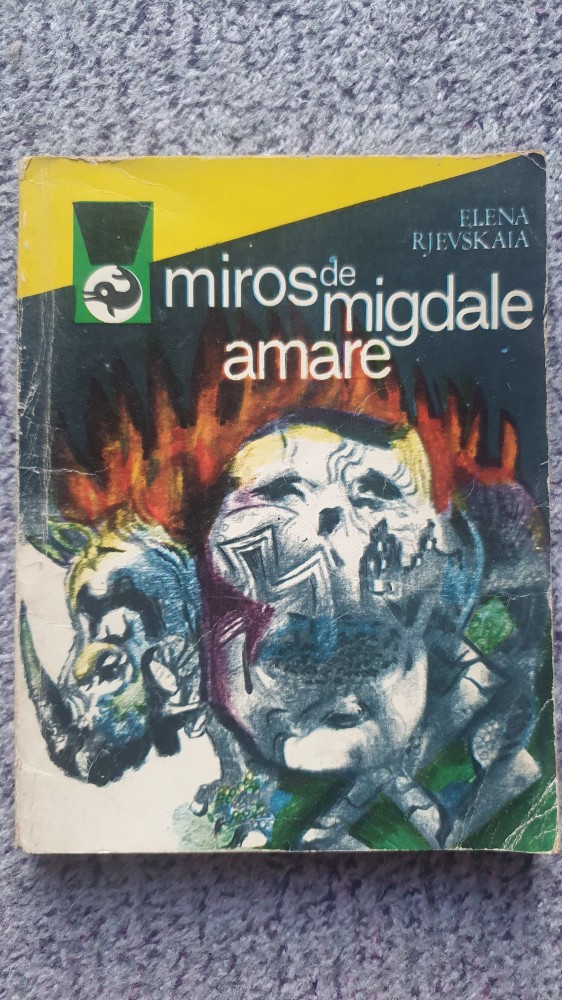 ELENA
RJEVSKAIA
miros de
migdale
amare